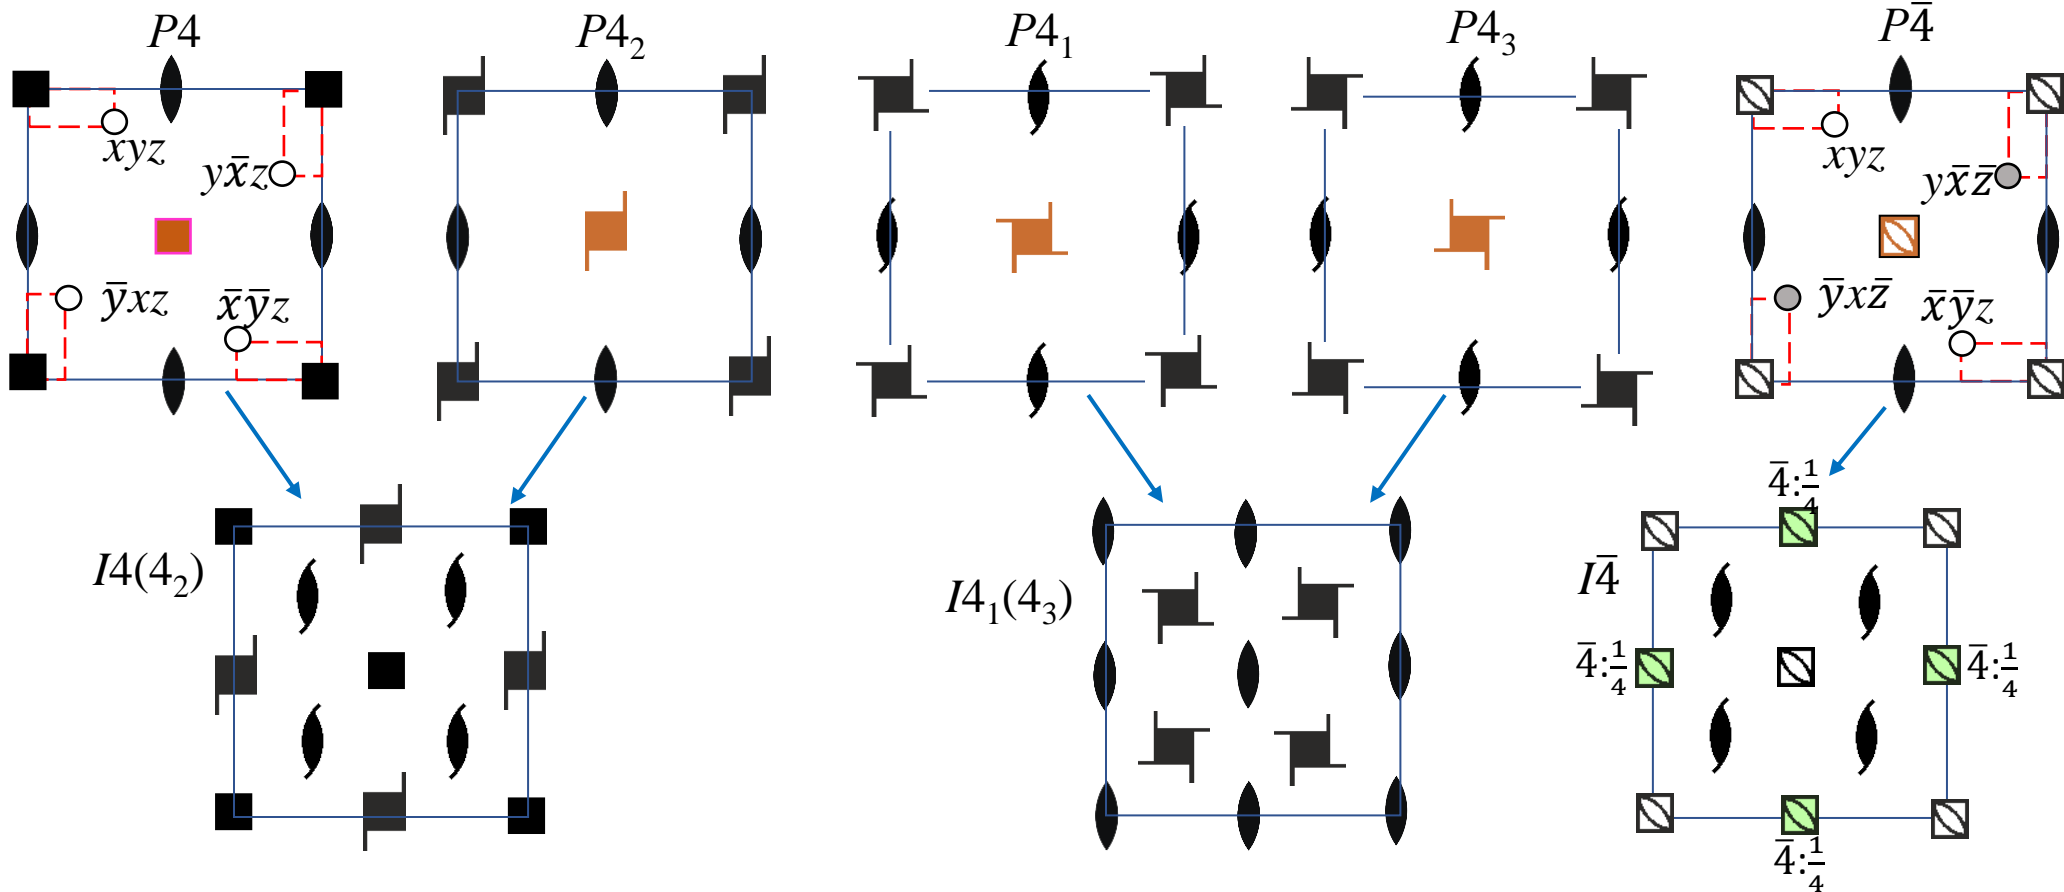 P4
P4₂
P4₁
P4₃
P4̄
xyz
yx̄z
ȳxz
x̄ȳz
xyz
yx̄z̄
ȳxz̄
x̄ȳz
I4(4₂)
I4₁(4₃)
I4̄
4̄:1/4
4̄:1/4
4̄:1/4
4̄:1/4